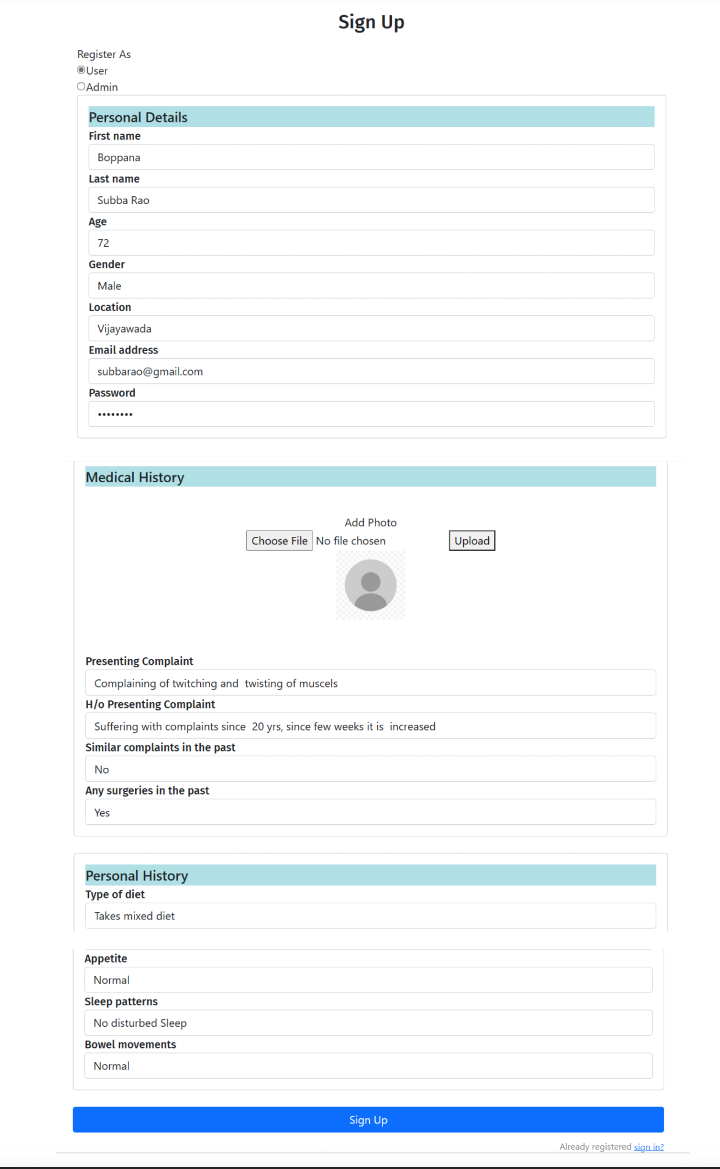 Sign Up
Register As
User
Admin
Personal Details
First name
Boppana
Last name
Subba Rao
Age
72
Gender
Male
Location
Vijayawada
Email address
subbarao@gmail.com
Password
••••••••
Medical History
Add Photo
Choose File No file chosen Upload
Presenting Complaint
Complaining of twitching and  twisting of muscels
H/o Presenting Complaint
Suffering with complaints since  20 yrs, since few weeks it is  increased
Similar complaints in the past
No
Any surgeries in the past
Yes
Personal History
Type of diet
Takes mixed diet
Appetite
Normal
Sleep patterns
No disturbed Sleep
Bowel movements
Normal
Sign Up
Already registered sign in?